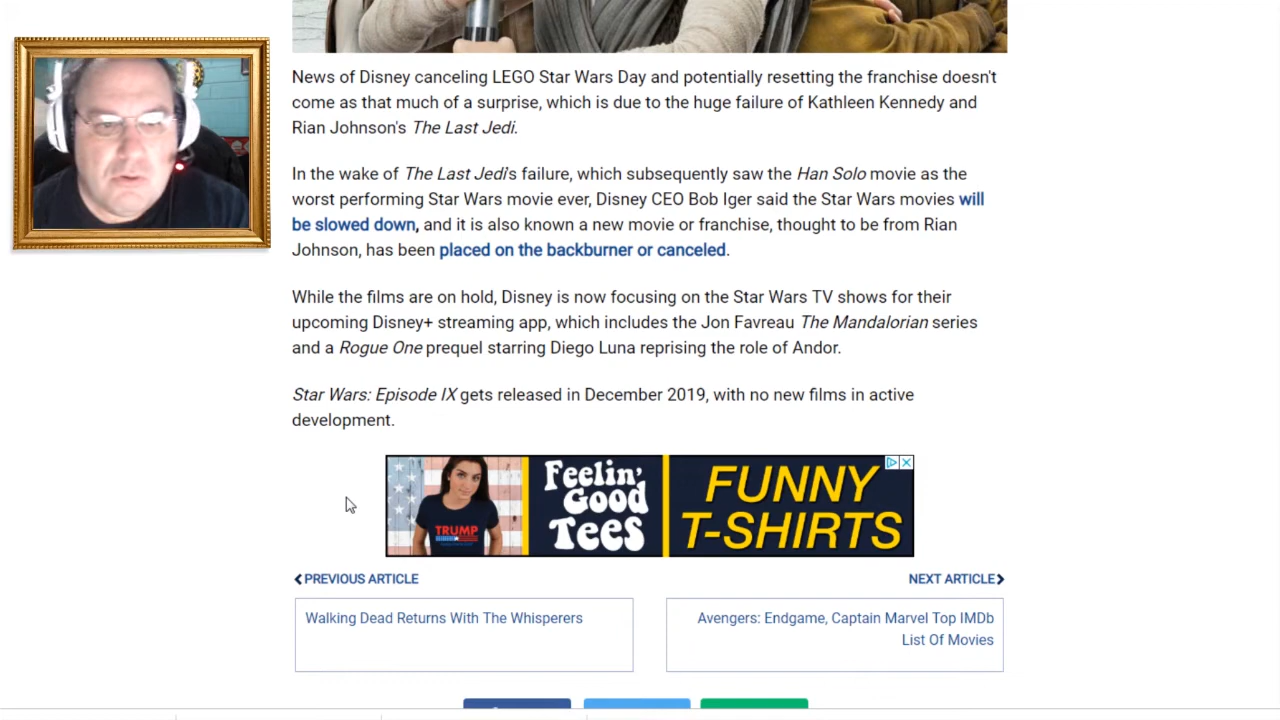 News of Disney canceling LEGO Star Wars Day and potentially resetting the franchise doesn't
come as that much of a surprise, which is due to the huge failure of Kathleen Kennedy and
Rian Johnson's The Last Jedi.
In the wake of The Last Jedi's failure, which subsequently saw the Han Solo movie as the
worst performing Star Wars movie ever, Disney CEO Bob Iger said the Star Wars movies will
be slowed down, and it is also known a new movie or franchise, thought to be from Rian
Johnson, has been placed on the backburner or canceled.
While the films are on hold, Disney is now focusing on the Star Wars TV shows for their
upcoming Disney+ streaming app, which includes the Jon Favreau The Mandalorian series
and a Rogue One prequel starring Diego Luna reprising the role of Andor.
Star Wars: Episode IX gets released in December 2019, with no new films in active
development.
TRUMP
Feelin'
Good
Tees
FUNNY
T-SHIRTS
PREVIOUS ARTICLE
NEXT ARTICLE
Walking Dead Returns With The Whisperers
Avengers: Endgame, Captain Marvel Top IMDb
List Of Movies